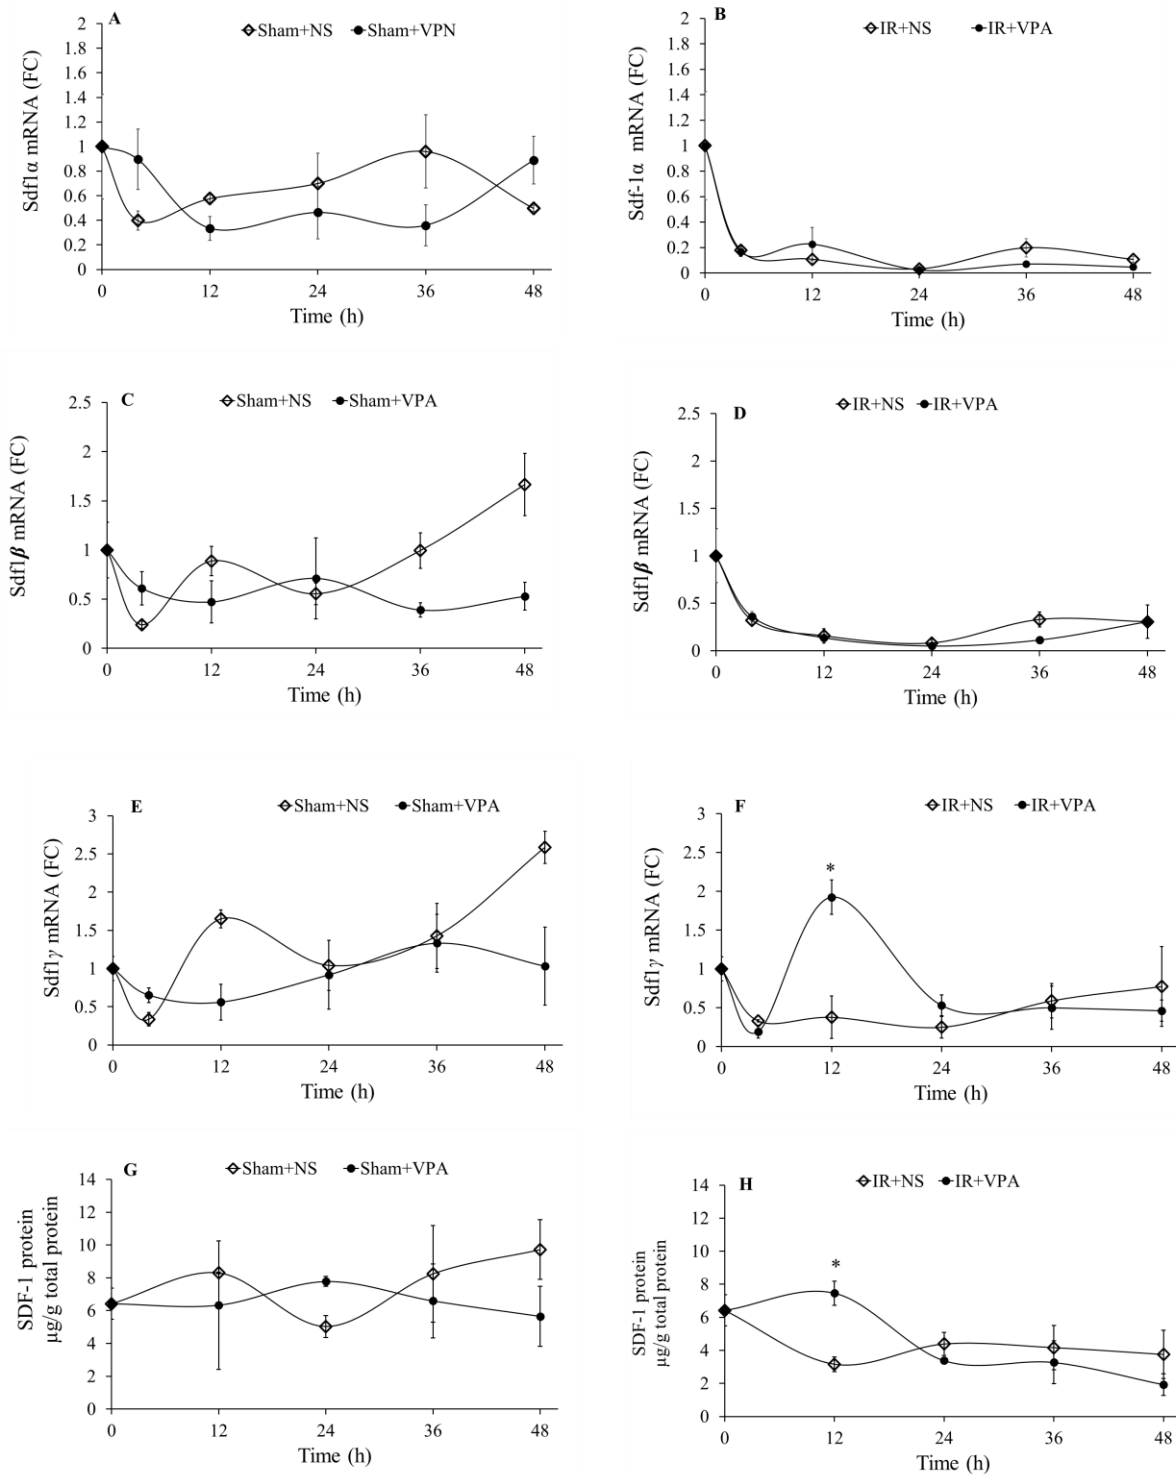 A
Sham+NS Sham+VPN
Sdf1α mRNA (FC)
2
1.8
1.6
1.4
1.2
1
0.8
0.6
0.4
0.2
0
0 12 24 36 48
Time (h)
B
IR+NS IR+VPA
Sdf-1α mRNA (FC)
2
1.8
1.6
1.4
1.2
1
0.8
0.6
0.4
0.2
0
0 12 24 36 48
Time (h)
C
Sham+NS Sham+VPA
Sdf1β mRNA (FC)
2.5
2
1.5
1
0.5
0
0 12 24 36 48
Time (h)
D
IR+NS IR+VPA
Sdf1β mRNA (FC)
2.5
2
1.5
1
0.5
0
0 12 24 36 48
Time (h)
E
Sham+NS Sham+VPA
Sdf1γ mRNA (FC)
3
2.5
2
1.5
1
0.5
0
0 12 24 36 48
Time (h)
F
IR+NS IR+VPA
Sdf1γ mRNA (FC)
3
2.5
2
1.5
1
0.5
0
*
0 12 24 36 48
Time (h)
G
Sham+NS Sham+VPA
SDF-1 protein
µg/g total protein
14
12
10
8
6
4
2
0
0 12 24 36 48
Time (h)
H
IR+NS IR+VPA
SDF-1 protein
µg/g total protein
14
12
10
8
6
4
2
0
*
0 12 24 36 48
Time (h)